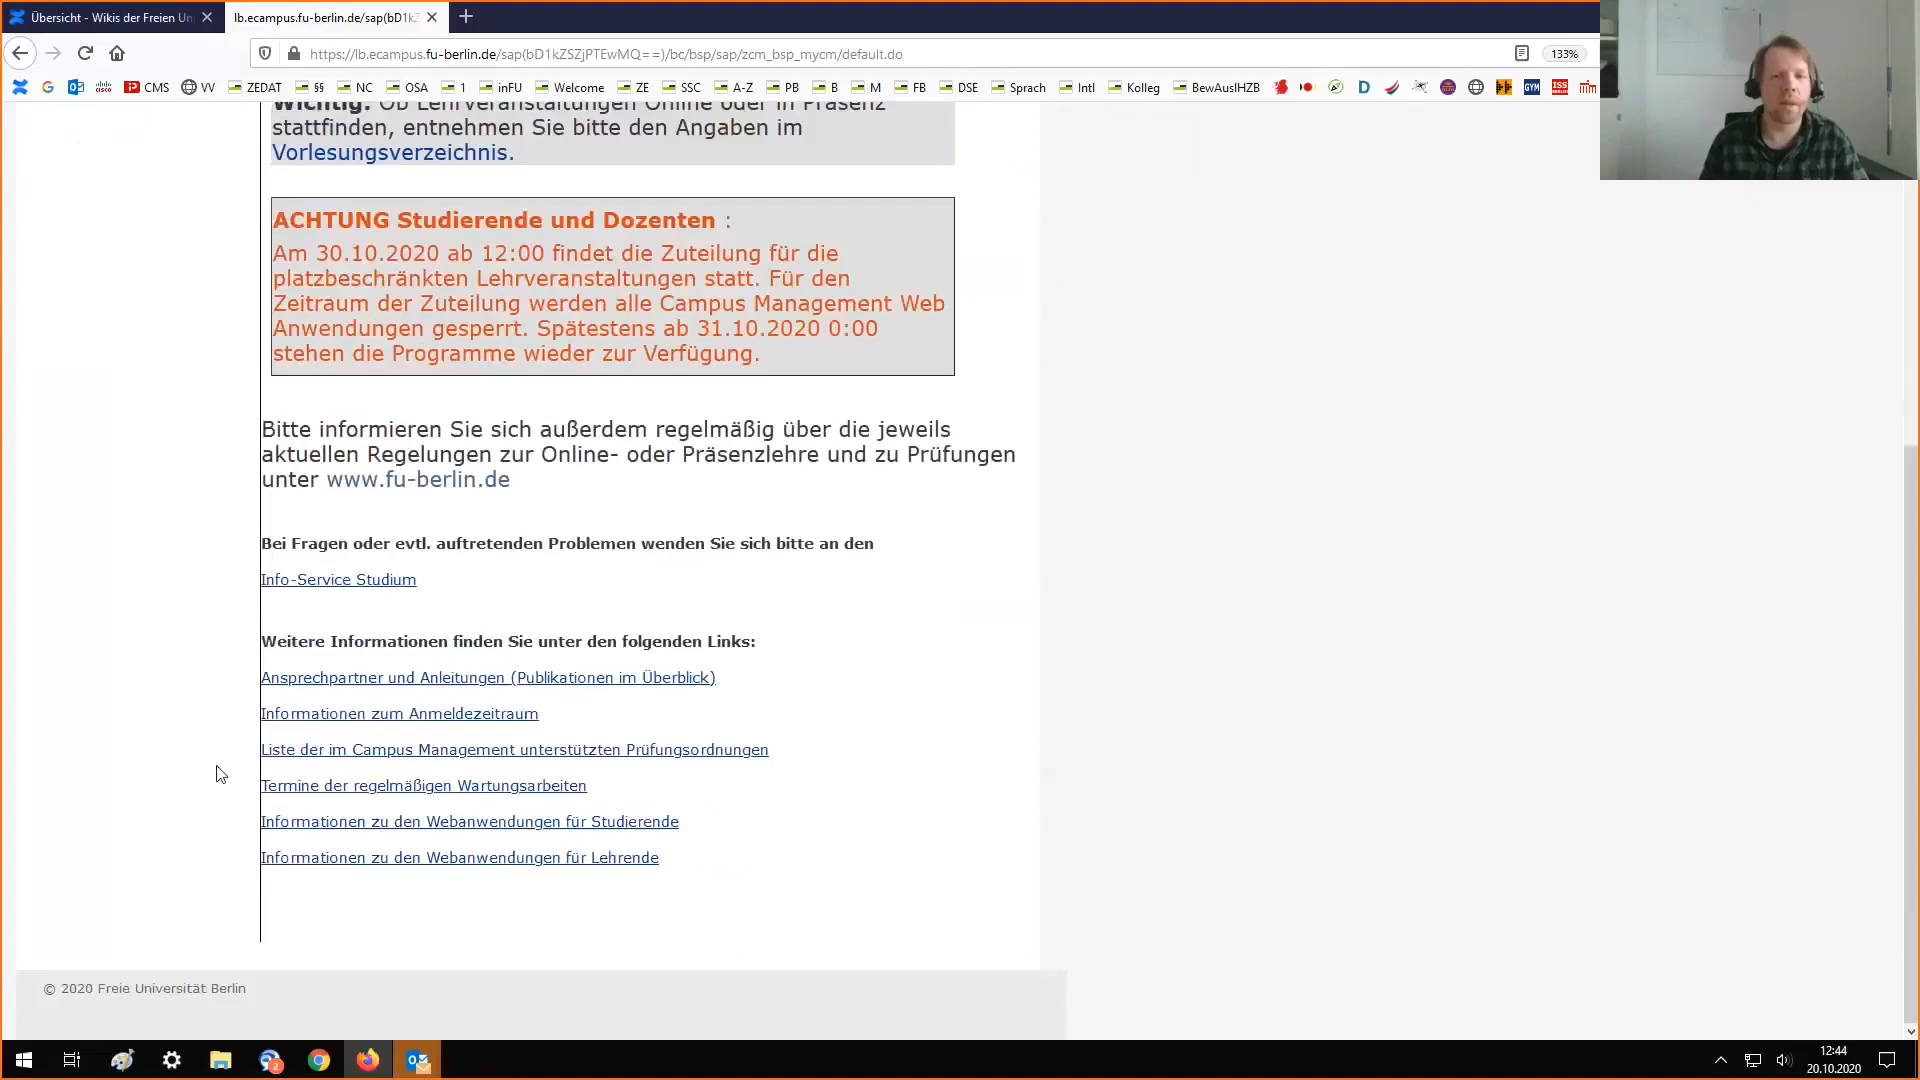 Übersicht - Wikis der Freien Un
lb.ecampus.fu-berlin.de/sap(bD1kZ
https://lb.ecampus.fu-berlin.de/sap(bD1kZSZjPTEwMQ==)/bc/bsp/sap/zcm_bsp_mycm/default.do
133%
CMS VV ZEDAT §§ NC OSA 1 inFU Welcome ZE SSC A-Z PB B M FB DSE Sprach Intl Kolleg BewAuslHZB
Wichtig: Ob Lehrveranstaltungen Online oder in Präsenz
stattfinden, entnehmen Sie bitte den Angaben im
Vorlesungsverzeichnis.
ACHTUNG Studierende und Dozenten :
Am 30.10.2020 ab 12:00 findet die Zuteilung für die
platzbeschränkten Lehrveranstaltungen statt. Für den
Zeitraum der Zuteilung werden alle Campus Management Web
Anwendungen gesperrt. Spätestens ab 31.10.2020 0:00
stehen die Programme wieder zur Verfügung.
Bitte informieren Sie sich außerdem regelmäßig über die jeweils
aktuellen Regelungen zur Online- oder Präsenzlehre und zu Prüfungen
unter www.fu-berlin.de
Bei Fragen oder evtl. auftretenden Problemen wenden Sie sich bitte an den
Info-Service Studium
Weitere Informationen finden Sie unter den folgenden Links:
Ansprechpartner und Anleitungen (Publikationen im Überblick)
Informationen zum Anmeldezeitraum
Liste der im Campus Management unterstützten Prüfungsordnungen
Termine der regelmäßigen Wartungsarbeiten
Informationen zu den Webanwendungen für Studierende
Informationen zu den Webanwendungen für Lehrende
© 2020 Freie Universität Berlin
2
12:44
20.10.2020